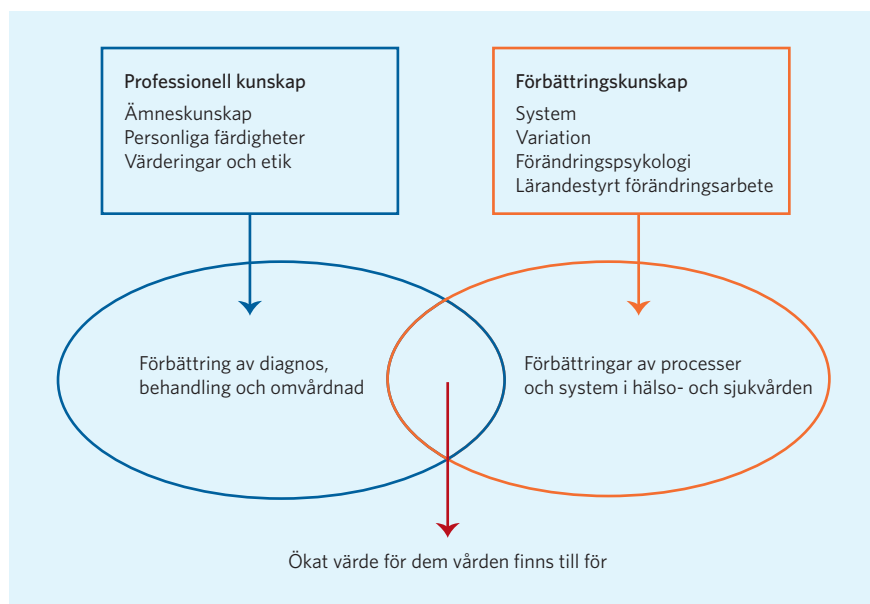 Professionell kunskap
Ämneskunskap
Personliga färdigheter
Värderingar och etik
Förbättringskunskap
System
Variation
Förändringspsykologi
Lärandestyrt förändringsarbete
Förbättring av diagnos,
behandling och omvårdnad
Förbättringar av processer
och system i hälso- och sjukvården
Ökat värde för dem vården finns till för